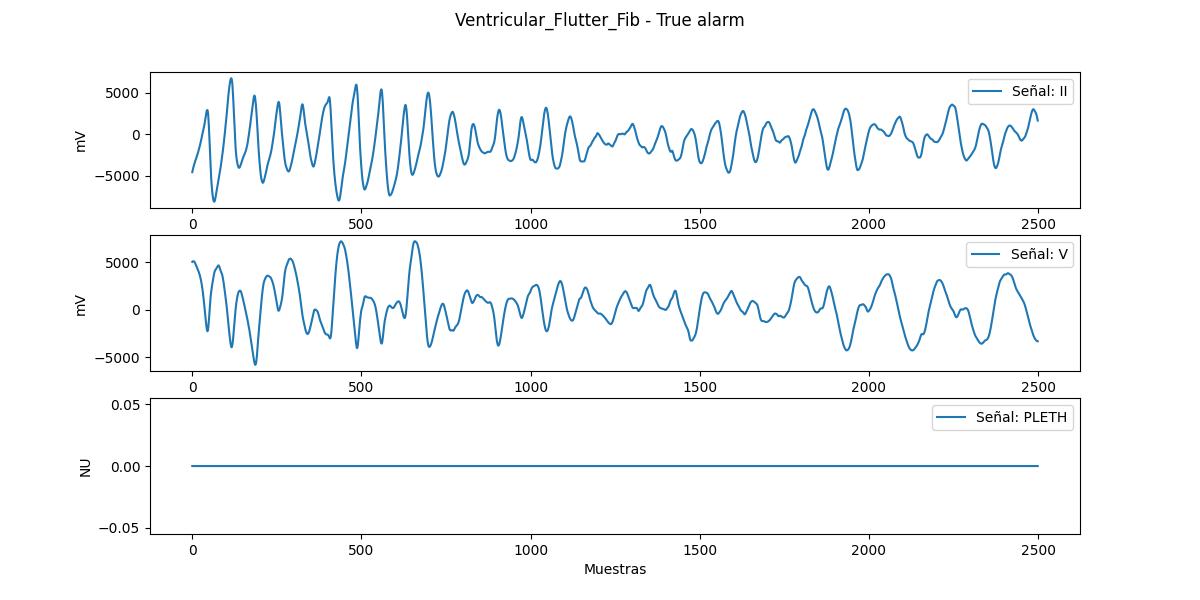 Ventricular_Flutter_Fib - True alarm
Señal: II
5000
0
−5000
mV
0 500 1000 1500 2000 2500
Señal: V
5000
0
−5000
mV
0 500 1000 1500 2000 2500
Señal: PLETH
0.05
0.00
−0.05
NU
0 500 1000 1500 2000 2500
Muestras